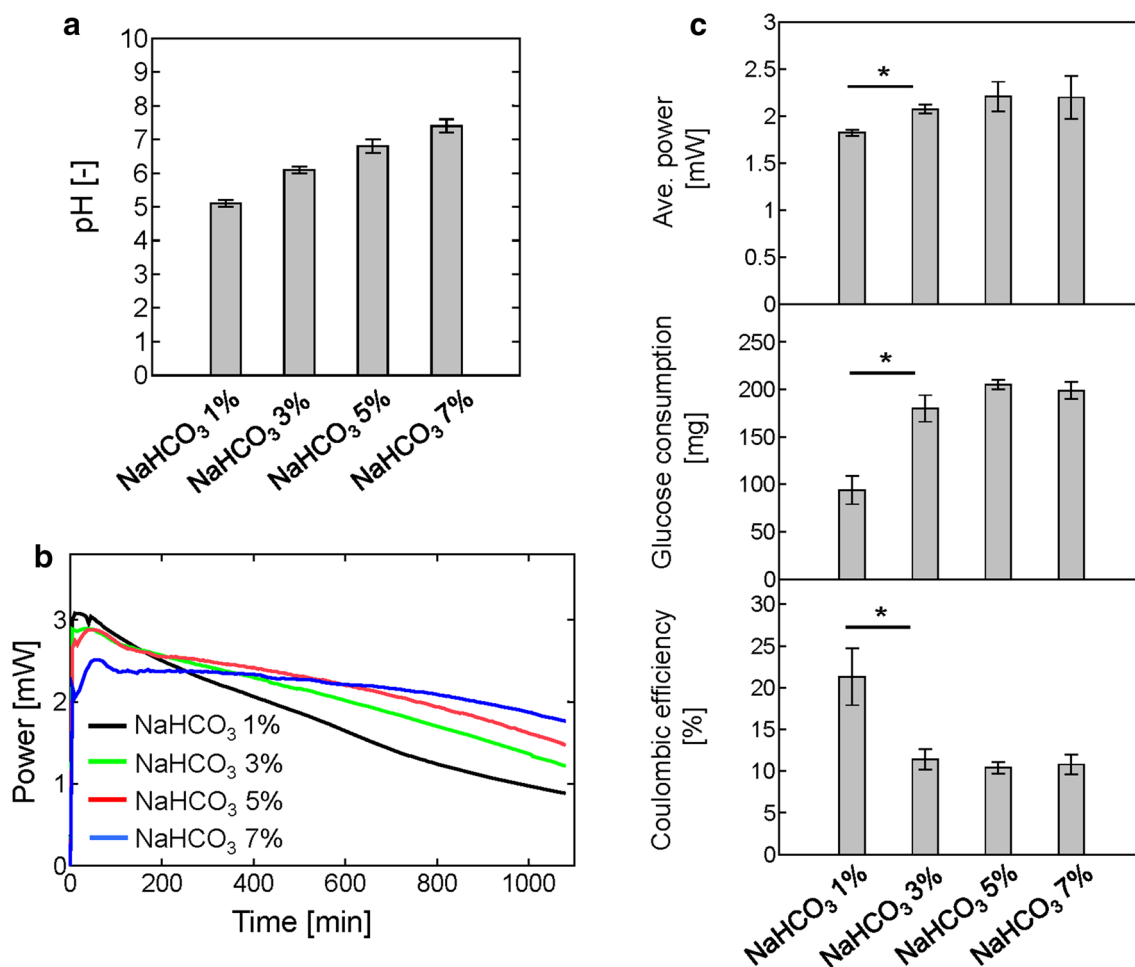 a
10
9
8
7
6
5
4
3
2
1
0
pH [-]
NaHCO₃ 1%
NaHCO₃ 3%
NaHCO₃ 5%
NaHCO₃ 7%
b
3
2
1
0
Power [mW]
NaHCO₃ 1%
NaHCO₃ 3%
NaHCO₃ 5%
NaHCO₃ 7%
0 200 400 600 800 1000
Time [min]
c
3
2.5
2
1.5
1
0.5
0
Ave. power
[mW]
*
250
200
150
100
50
0
Glucose consumption
[mg]
*
30
25
20
15
10
5
0
Coulombic efficiency
[%]
*
NaHCO₃ 1%
NaHCO₃ 3%
NaHCO₃ 5%
NaHCO₃ 7%